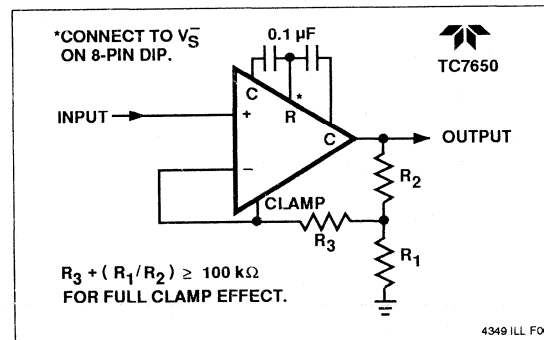 *CONNECT TO V̅S
ON 8-PIN DIP.
0.1 µF
TC7650
C
R
*
C
INPUT
+
−
OUTPUT
CLAMP
R2
R3
R1
R3 + ( R1/R2 ) ≥ 100 kΩ
FOR FULL CLAMP EFFECT.
4349 ILL F0